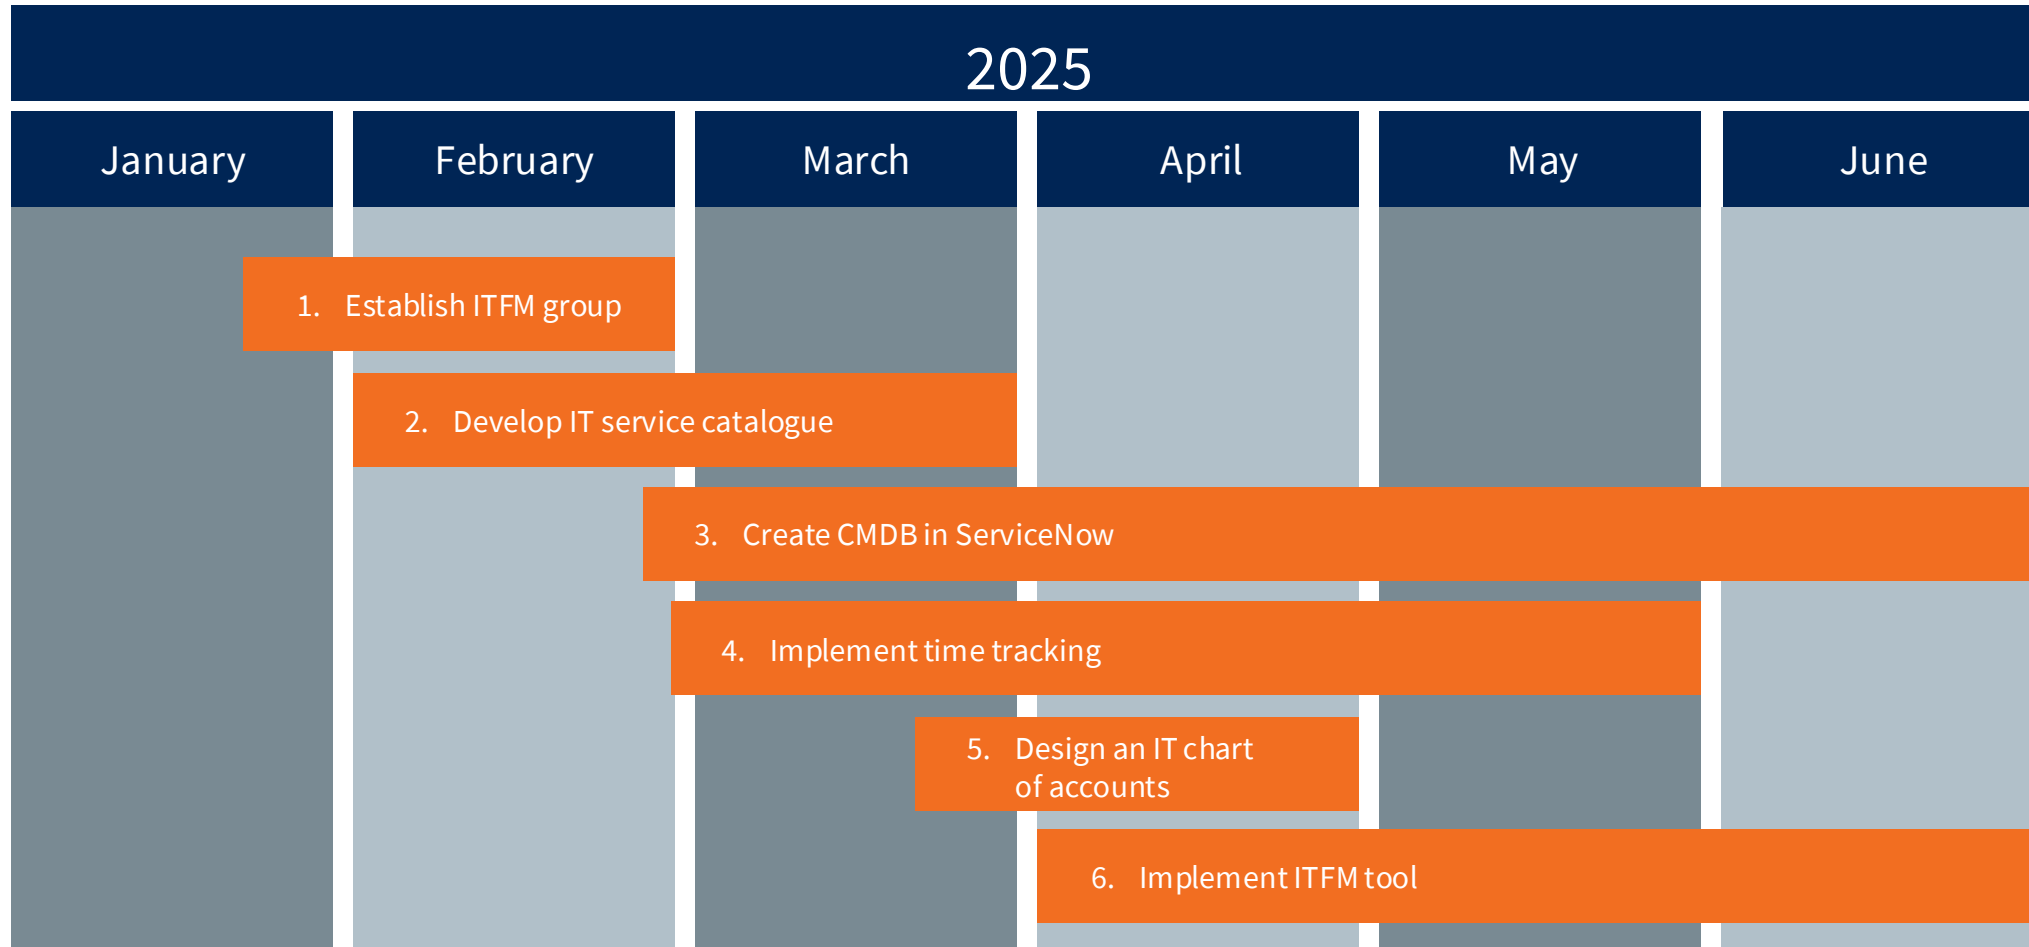 2025
January February March April May June
1. Establish ITFM group
2. Develop IT service catalogue
3. Create CMDB in ServiceNow
4. Implement time tracking
5. Design an IT chart
of accounts
6. Implement ITFM tool